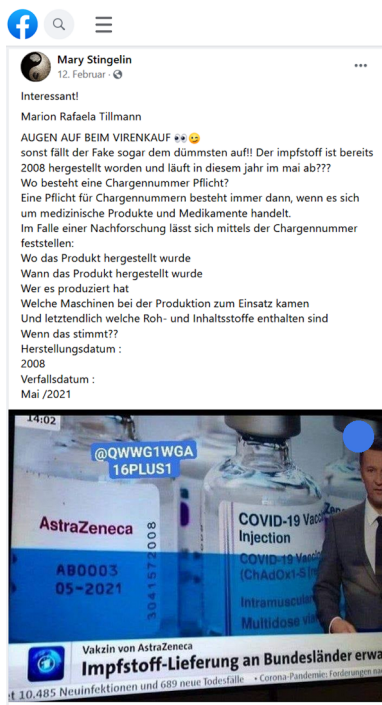 Mary Stingelin
12. Februar ·
Interessant!
Marion Rafaela Tillmann
AUGEN AUF BEIM VIRENKAUF 👀😉
sonst fällt der Fake sogar dem dümmsten auf!! Der impfstoff ist bereits
2008 hergestellt worden und läuft in diesem jahr im mai ab???
Wo besteht eine Chargennummer Pflicht?
Eine Pflicht für Chargennummern besteht immer dann, wenn es sich
um medizinische Produkte und Medikamente handelt.
Im Falle einer Nachforschung lässt sich mittels der Chargennummer
feststellen:
Wo das Produkt hergestellt wurde
Wann das Produkt hergestellt wurde
Wer es produziert hat
Welche Maschinen bei der Produktion zum Einsatz kamen
Und letztendlich welche Roh- und Inhaltsstoffe enthalten sind
Wenn das stimmt??
Herstellungsdatum :
2008
Verfallsdatum :
Mai /2021
14:02
@QWWG1WGA
16PLUS1
AstraZeneca
AB0003
05-2021
3041572008
COVID-19 Vacc
Injection
COVID-19 Vaccin
(ChAdOx1-S
Intramuscular
Multidose vial
Vakzin von AstraZeneca
Impfstoff-Lieferung an Bundesländer erwa
t 10.485 Neuinfektionen und 689 neue Todesfälle • Corona-Pandemie: Forderungen na